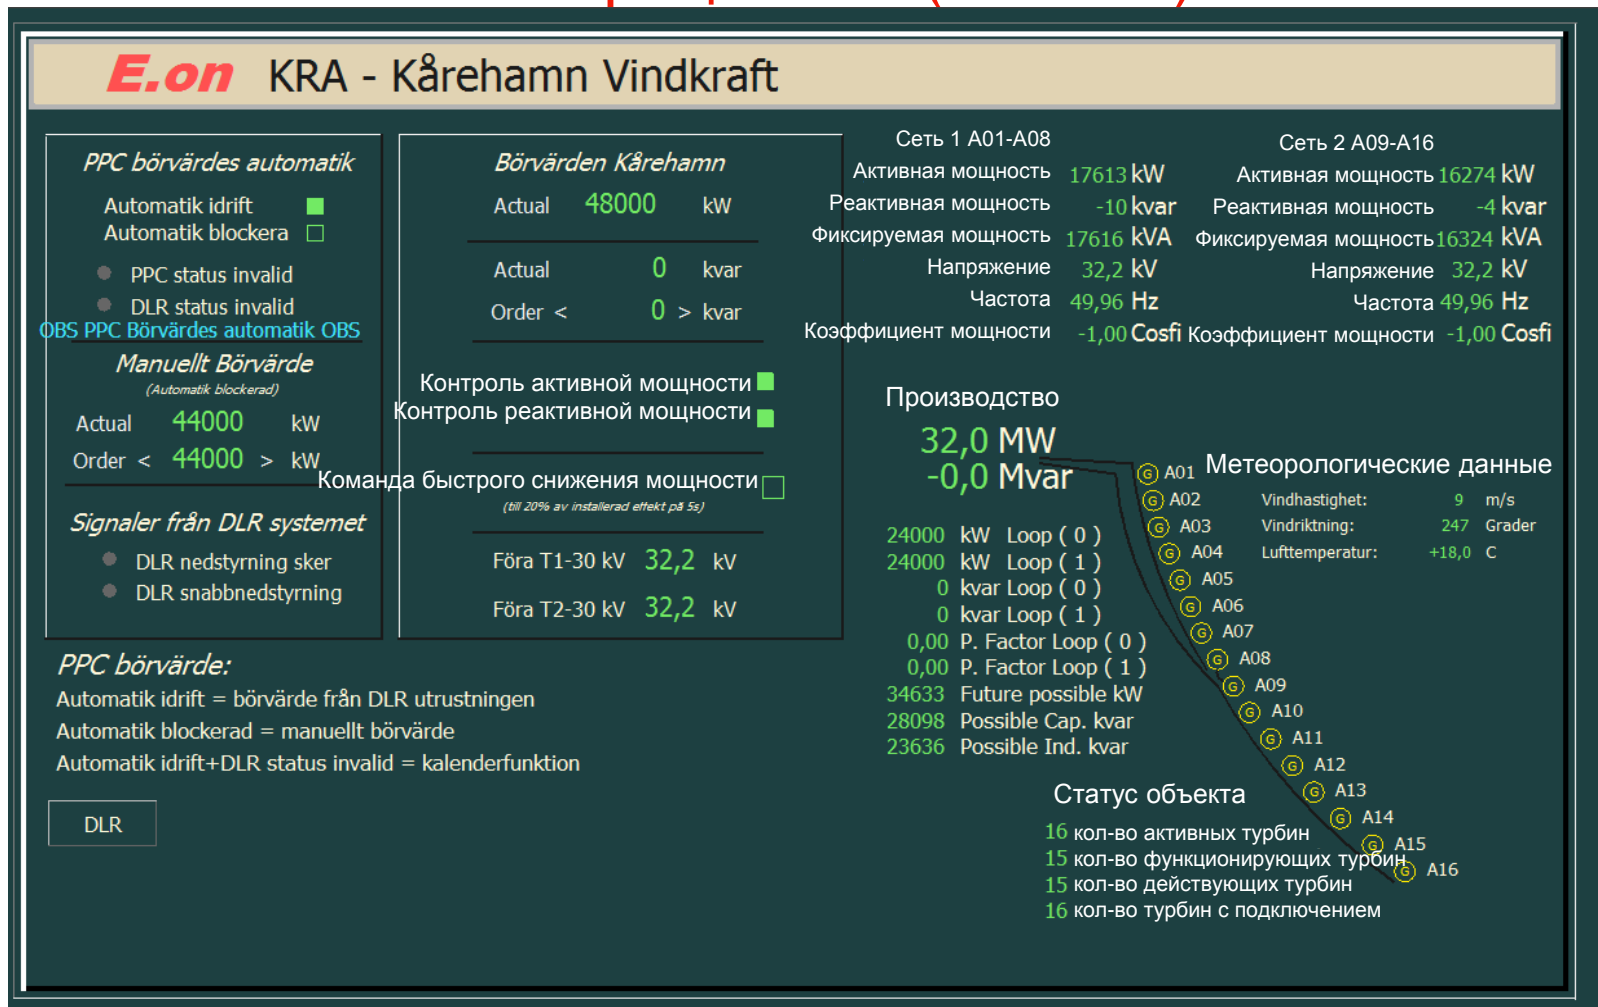 E.on KRA - Kårehamn Vindkraft
PPC börvärdes automatik
Automatik idrift
Automatik blockera
PPC status invalid
DLR status invalid
OBS PPC Börvärdes automatik OBS
Manuellt Börvärde
(Automatik blockerad)
Actual 44000 kW
Order < 44000 > kW
Signaler från DLR systemet
DLR nedstyrning sker
DLR snabbnedstyrning
Börvärden Kårehamn
Actual 48000 kW
Actual 0 kvar
Order < 0 > kvar
Контроль активной мощности
Контроль реактивной мощности
Команда быстрого снижения мощности
(till 20% av installerad effekt på 5s)
Föra T1-30 kV 32,2 kV
Föra T2-30 kV 32,2 kV
Сеть 1 A01-A08
Активная мощность 17613 kW
Реактивная мощность -10 kvar
Фиксируемая мощность 17616 kVA
Напряжение 32,2 kV
Частота 49,96 Hz
Коэффициент мощности -1,00 Cosfi
Сеть 2 A09-A16
Активная мощность 16274 kW
Реактивная мощность -4 kvar
Фиксируемая мощность 16324 kVA
Напряжение 32,2 kV
Частота 49,96 Hz
Коэффициент мощности -1,00 Cosfi
Производство
32,0 MW
-0,0 Mvar
24000 kW Loop ( 0 )
24000 kW Loop ( 1 )
0 kvar Loop ( 0 )
0 kvar Loop ( 1 )
0,00 P. Factor Loop ( 0 )
0,00 P. Factor Loop ( 1 )
34633 Future possible kW
28098 Possible Cap. kvar
23636 Possible Ind. kvar
Метеорологические данные
Vindhastighet: 9 m/s
Vindriktning: 247 Grader
Lufttemperatur: +18,0 C
G A01
G A02
G A03
G A04
G A05
G A06
G A07
G A08
G A09
G A10
G A11
G A12
G A13
G A14
G A15
G A16
Статус объекта
16 кол-во активных турбин
15 кол-во функционирующих турбин
15 кол-во действующих турбин
16 кол-во турбин с подключением
PPC börvärde:
Automatik idrift = börvärde från DLR utrustningen
Automatik blockerad = manuellt börvärde
Automatik idrift+DLR status invalid = kalenderfunktion
DLR